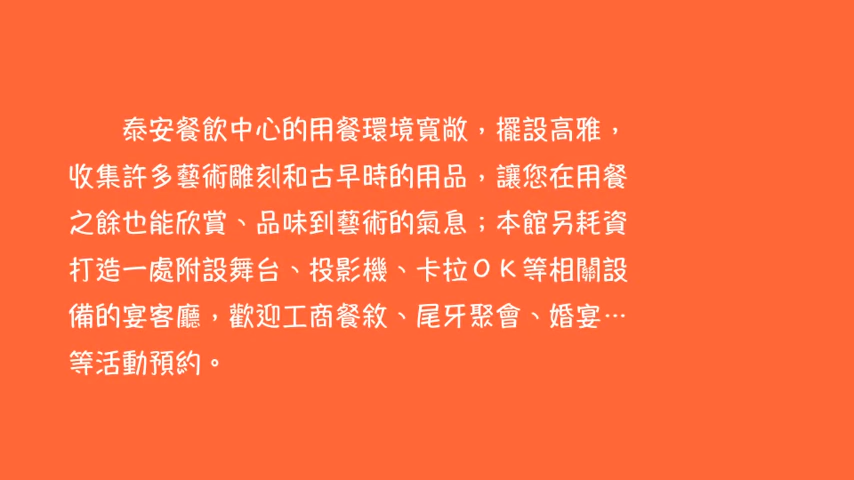 泰安餐飲中心的用餐環境寬敞，擺設高雅，
收集許多藝術雕刻和古早時的用品，讓您在用餐
之餘也能欣賞、品味到藝術的氣息；本館另耗資
打造一處附設舞台、投影機、卡拉ＯＫ等相關設
備的宴客廳，歡迎工商餐敘、尾牙聚會、婚宴…
等活動預約。